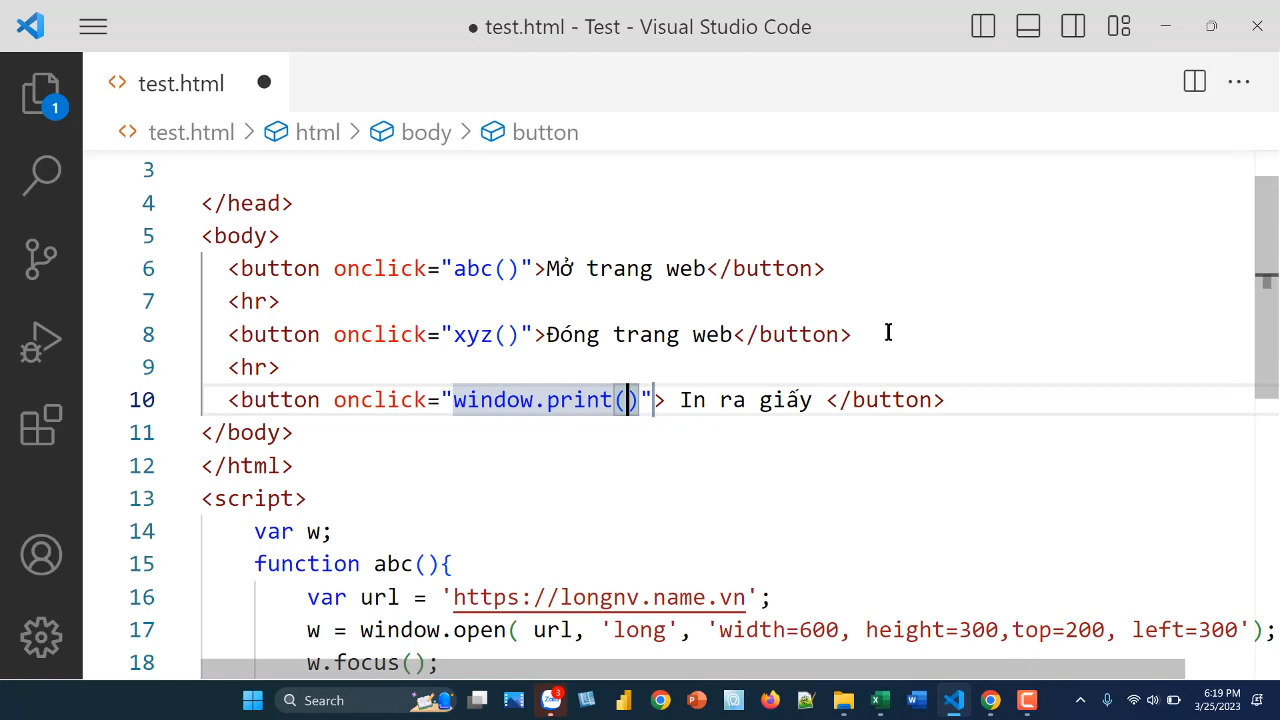 ● test.html - Test - Visual Studio Code
test.html ●
test.html > html > body > button
1
3
4 </head>
5 <body>
6 <button onclick="abc()">Mở trang web</button>
7 <hr>
8 <button onclick="xyz()">Đóng trang web</button>
9 <hr>
10 <button onclick="window.print()"> In ra giấy </button>
11 </body>
12 </html>
13 <script>
14 var w;
15 function abc(){
16 var url = 'https://longnv.name.vn';
17 w = window.open( url, 'long', 'width=600, height=300,top=200, left=300');
18 w.focus();
Search
Zalo
3
6:19 PM
3/25/2023